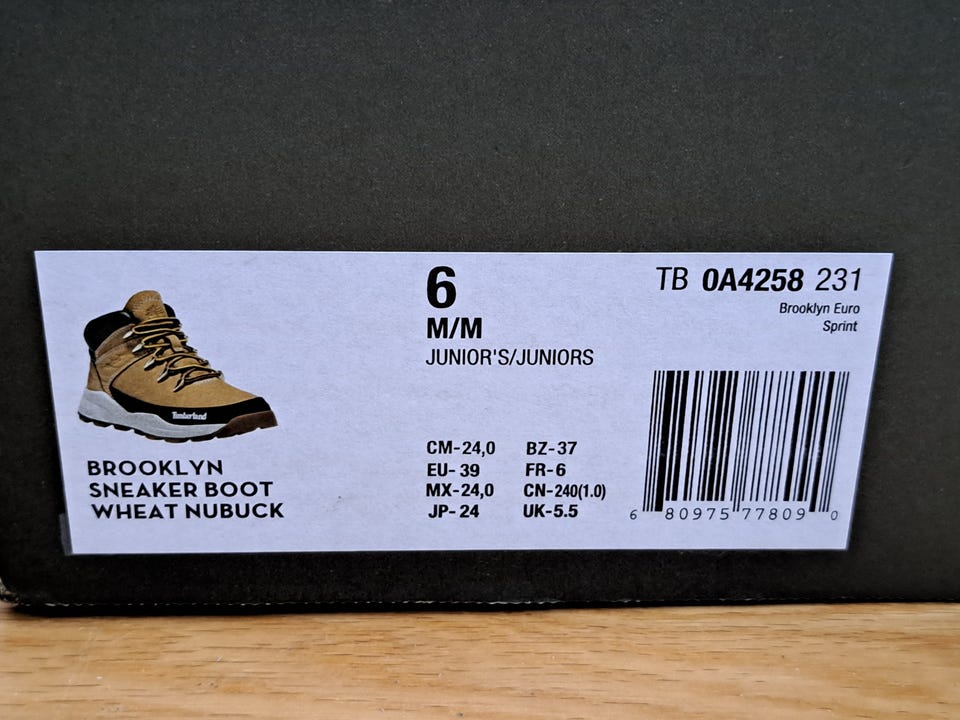 6
M/M
JUNIOR'S/JUNIORS
TB 0A4258 231
Brooklyn Euro
Sprint
Timberland
BROOKLYN
SNEAKER BOOT
WHEAT NUBUCK
CM-24,0 BZ-37
EU-39 FR-6
MX-24,0 CN-240(1.0)
JP-24 UK-5.5
6 80975 77809 0